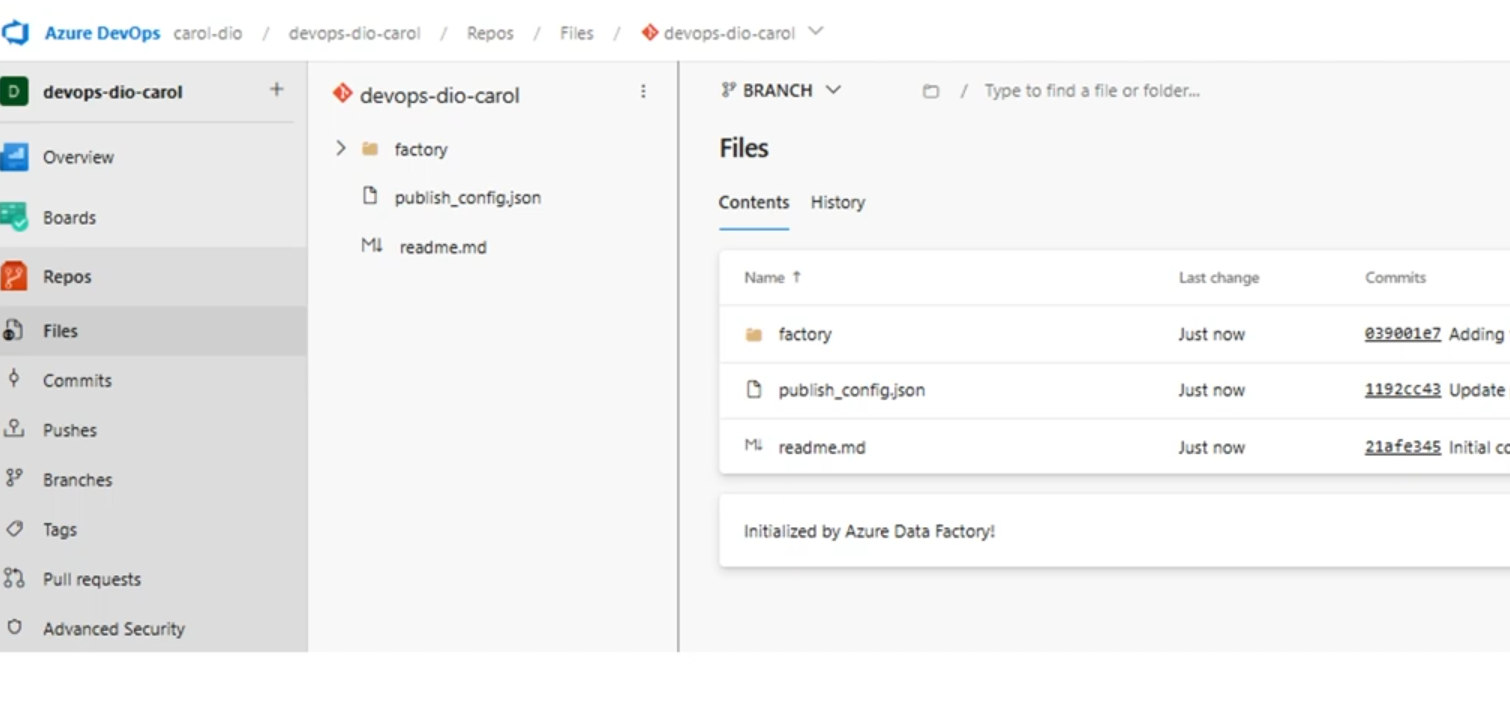 Azure DevOps carol-dio / devops-dio-carol / Repos / Files / devops-dio-carol
D devops-dio-carol +
Overview
Boards
Repos
Files
Commits
Pushes
Branches
Tags
Pull requests
Advanced Security
devops-dio-carol
factory
publish_config.json
M↓ readme.md
BRANCH / Type to find a file or folder...
Files
Contents History
Name ↑ Last change Commits
factory Just now 039001e7 Adding
publish_config.json Just now 1192cc43 Update
M↓ readme.md Just now 21afe345 Initial co
Initialized by Azure Data Factory!